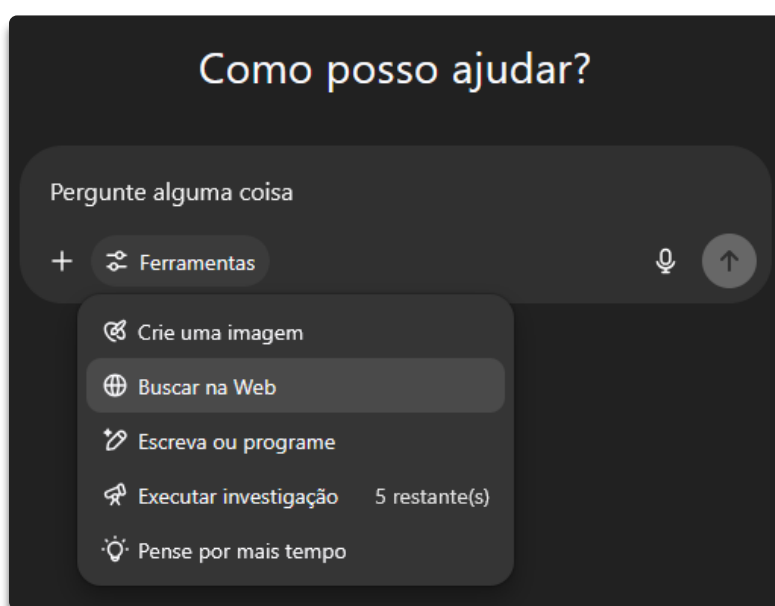 Como posso ajudar?
Pergunte alguma coisa
Ferramentas
Crie uma imagem
Buscar na Web
Escreva ou programe
Executar investigação 5 restante(s)
Pense por mais tempo